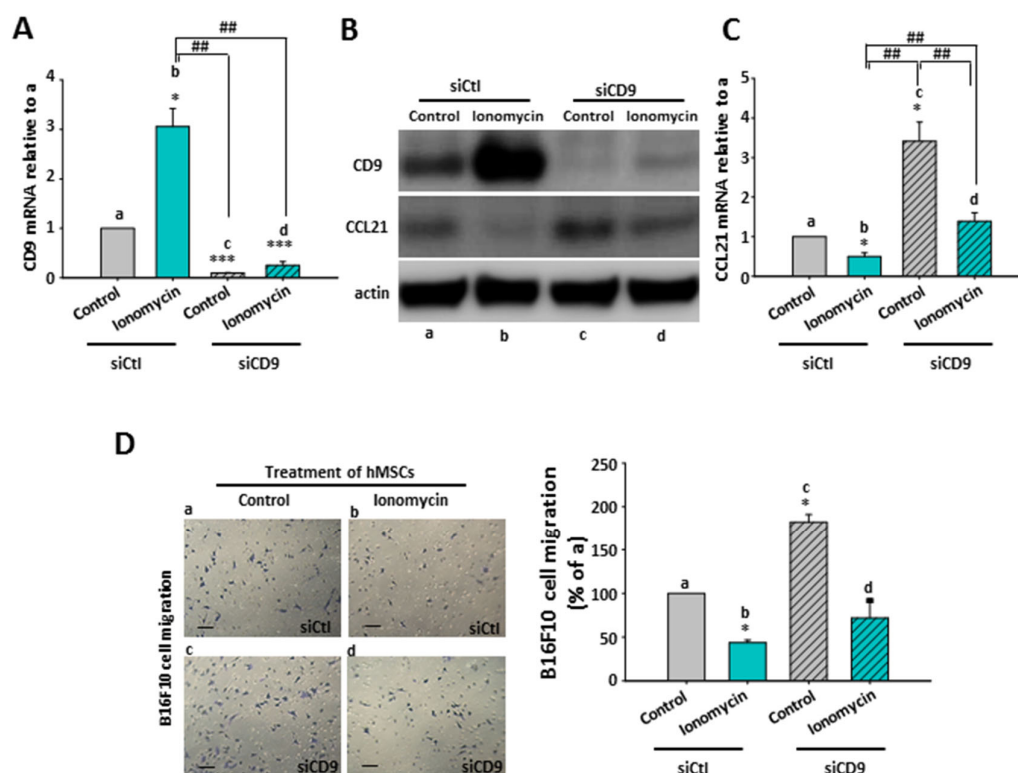 A
CD9 mRNA relative to a
4
3
2
1
0
a
b
*
c
***
d
***
##
##
Control
Ionomycin
Control
Ionomycin
siCtl
siCD9
B
siCtl
siCD9
Control
Ionomycin
Control
Ionomycin
CD9
CCL21
actin
a
b
c
d
C
CCL21 mRNA relative to a
5
4
3
2
1
0
a
b
*
c
*
d
##
##
##
Control
Ionomycin
Control
Ionomycin
siCtl
siCD9
D
Treatment of hMSCs
Control
Ionomycin
B16F10 cell migration
a
siCtl
b
siCtl
c
siCD9
d
siCD9
B16F10 cell migration
(% of a)
250
200
150
100
50
0
a
b
*
c
*
d
Control
Ionomycin
Control
Ionomycin
siCtl
siCD9